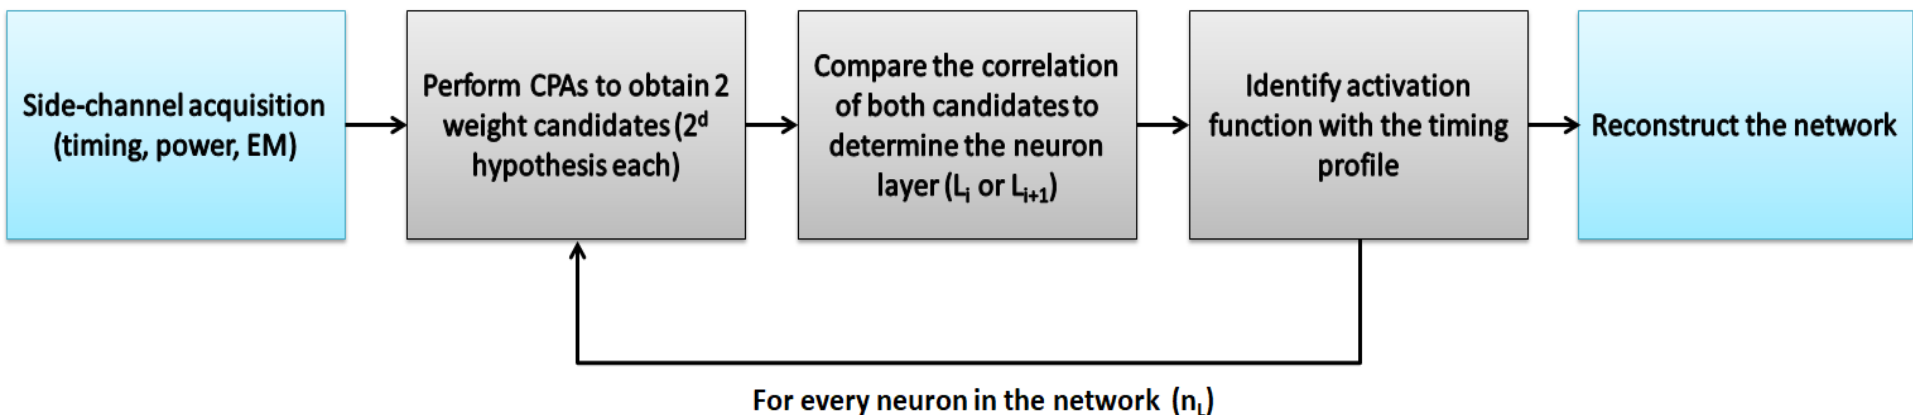 Side-channel acquisition
(timing, power, EM)
Perform CPAs to obtain 2
weight candidates (2ᵈ
hypothesis each)
Compare the correlation
of both candidates to
determine the neuron
layer (Lᵢ or Lᵢ₊₁)
Identify activation
function with the timing
profile
Reconstruct the network
For every neuron in the network (n_L)